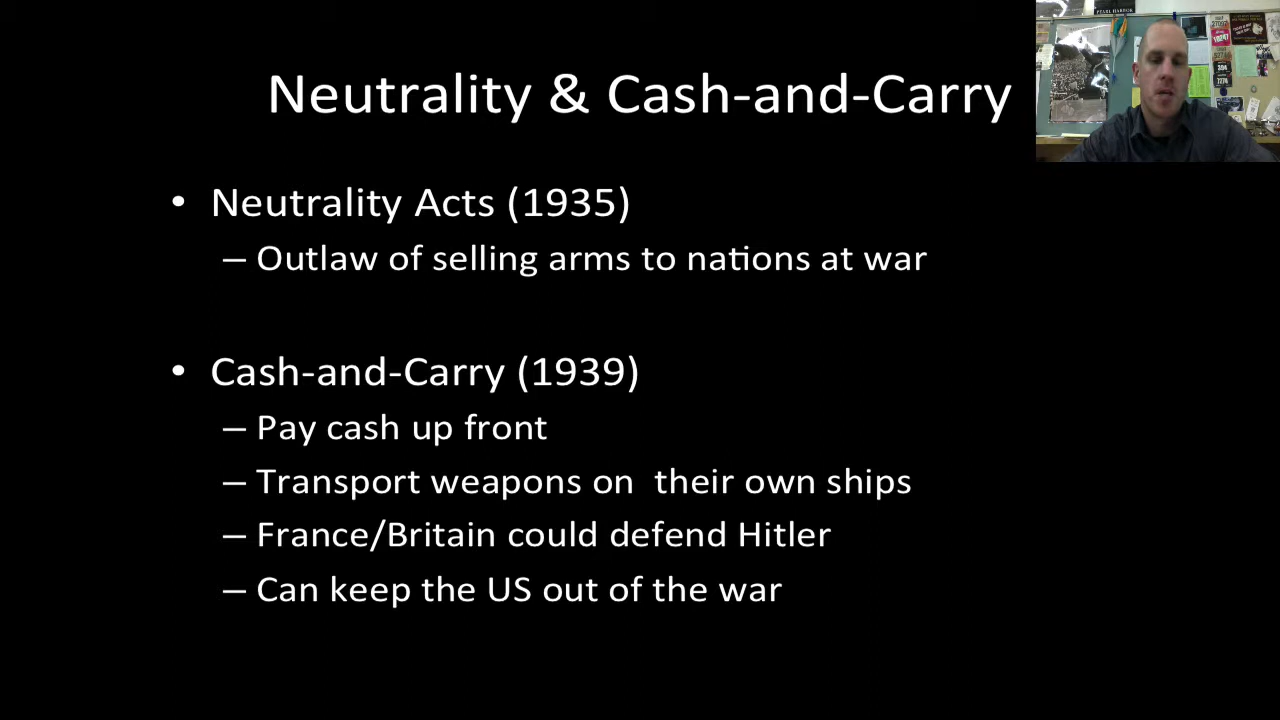 PEARL HARBOR
Neutrality & Cash-and-Carry
• Neutrality Acts (1935)
– Outlaw of selling arms to nations at war
• Cash-and-Carry (1939)
– Pay cash up front
– Transport weapons on  their own ships
– France/Britain could defend Hitler
– Can keep the US out of the war